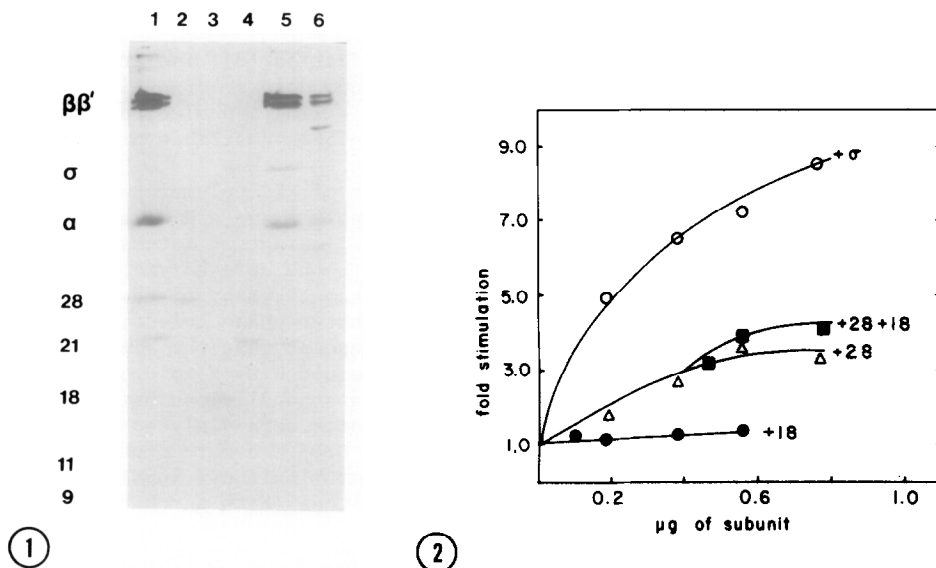 1 2 3 4 5 6
ββ'
σ
α
28
21
18
11
9
1
9.0
7.0
5.0
3.0
1.0
fold stimulation
+ σ
+28+18
+28
+18
0.2 0.6 1.0
μg of subunit
2